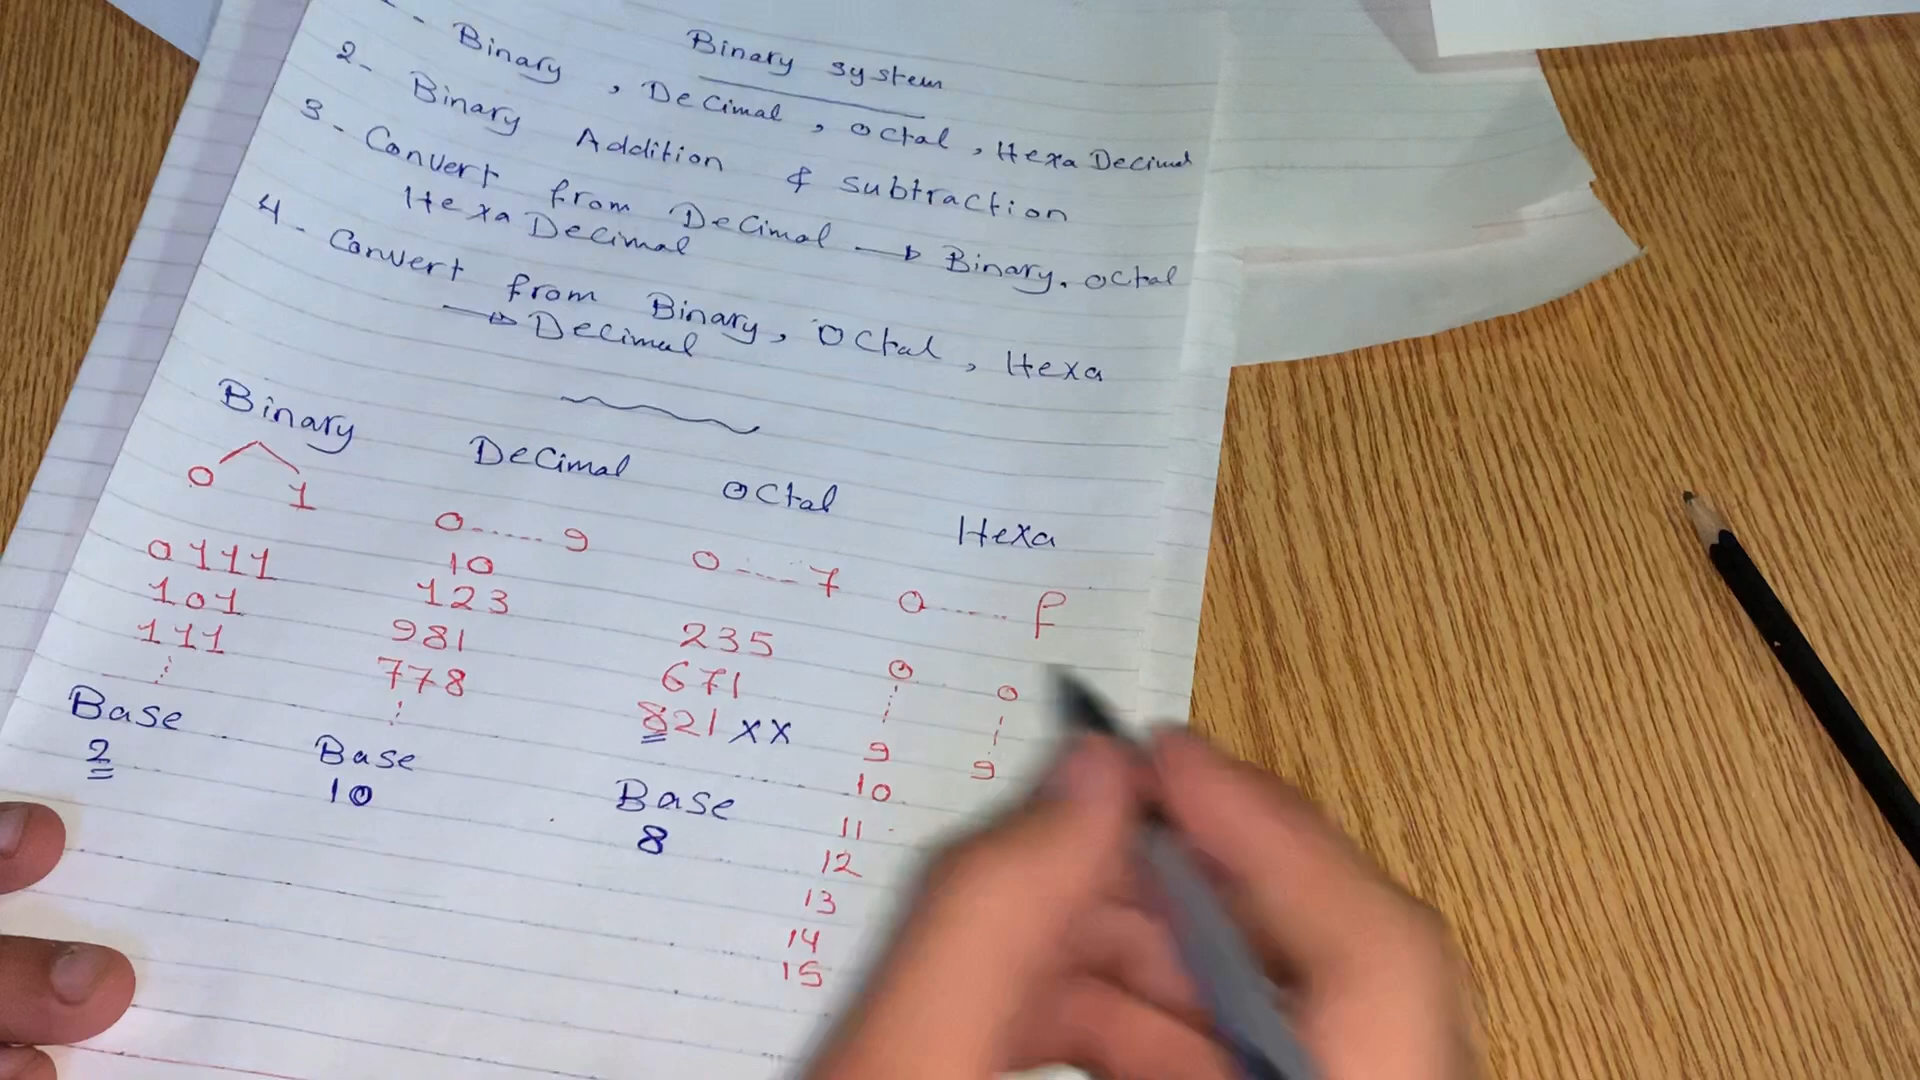 Binary system
- Binary, Decimal, octal, Hexa Decimal
2- Binary Addition & subtraction
3- Convert from Decimal → Binary. octal
Hexa Decimal
4- Convert from Binary, Octal, Hexa
→ Decimal
Binary Decimal Octal Hexa
0 1 0.....9 0....7 0.....f
0111 10 235 0 0
101 123 671 9 9
111 981 821 xx 10
778 11
Base Base Base 12
2 10 8 13
14
15